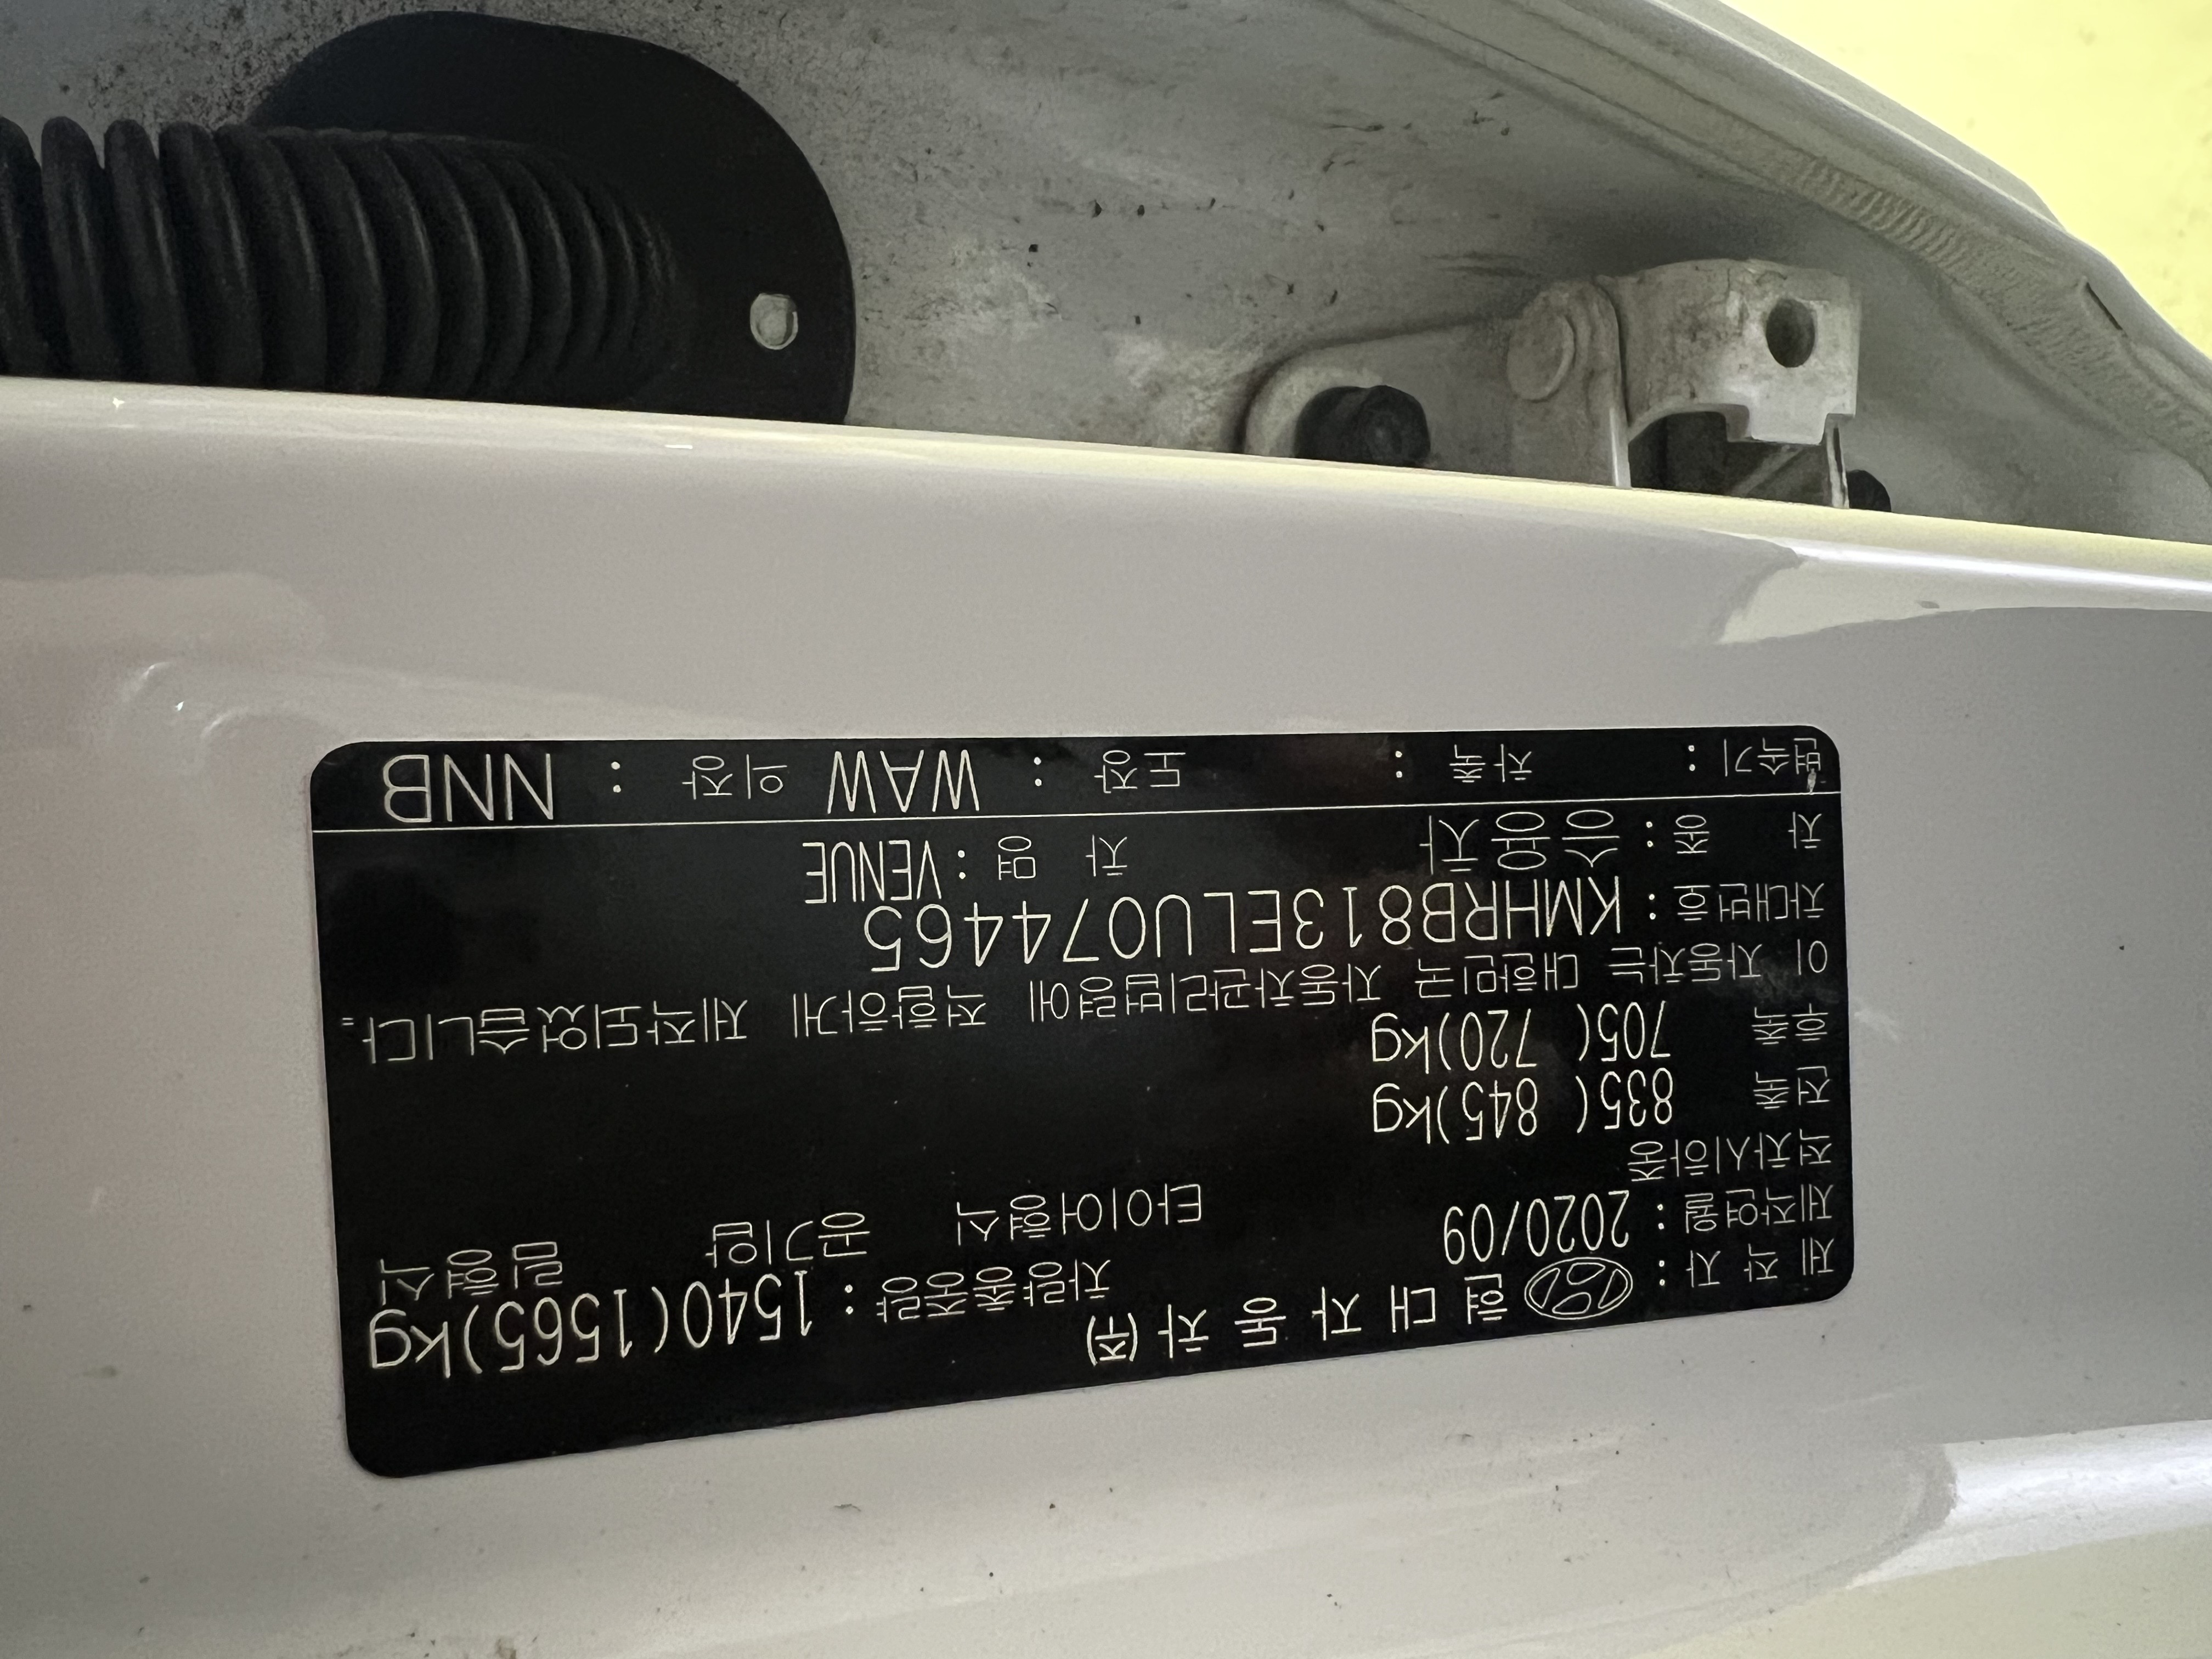 제 작 자 : 현 대 자 동 차 (주)
제작연월 : 2020/09 차량총중량 : 1540(1565)kg
적차시하중 타이어형식 공기압 림형식
전축 835( 845)kg
후축 705( 720)kg
이 자동차는 대한민국 자동차관리법령에 적합하게 제작되었습니다.
차대번호 : KMHRB813ELU074465
차 종 : 승용차 차 명 : VENUE
변속기 : 차축 : 도장 : WAW 의장 : NNB